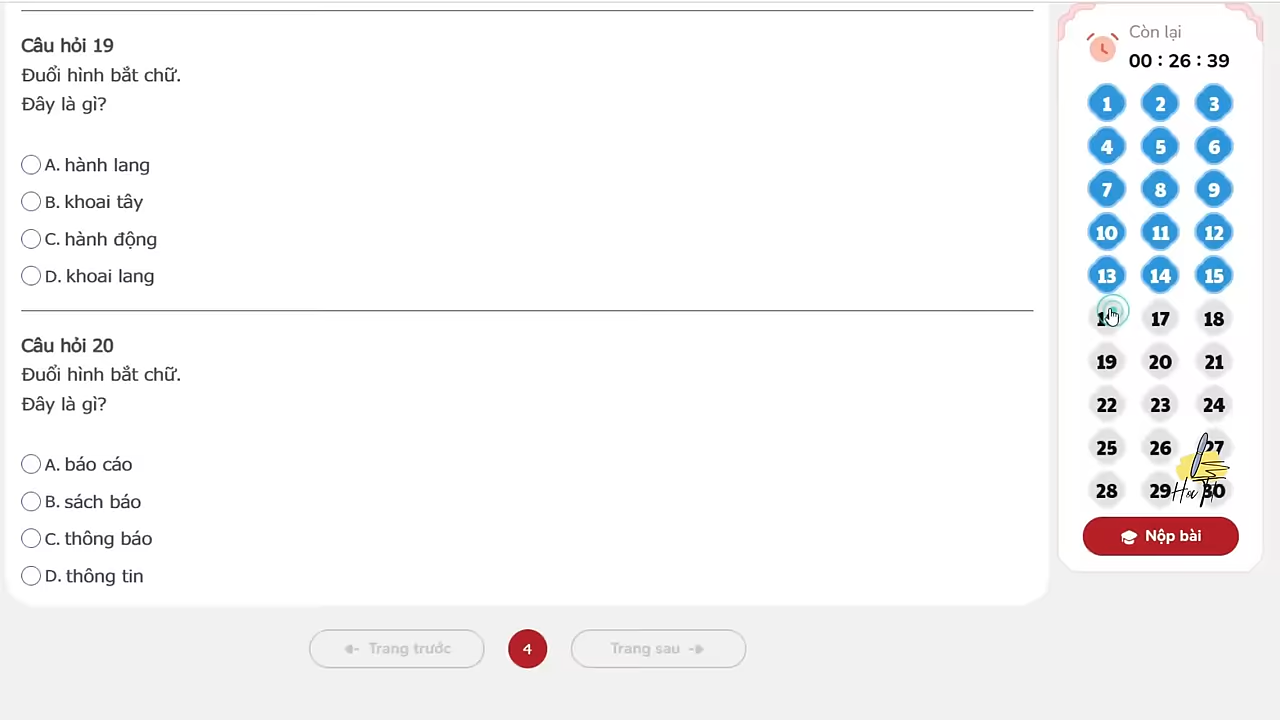 Câu hỏi 19
Đuổi hình bắt chữ.
Đây là gì?
A. hành lang
B. khoai tây
C. hành động
D. khoai lang
Câu hỏi 20
Đuổi hình bắt chữ.
Đây là gì?
A. báo cáo
B. sách báo
C. thông báo
D. thông tin
Trang trước
4
Trang sau
Còn lại
00 : 26 : 39
1 2 3
4 5 6
7 8 9
10 11 12
13 14 15
17 18
19 20 21
22 23 24
25 26 27
28 29 30
Nộp bài